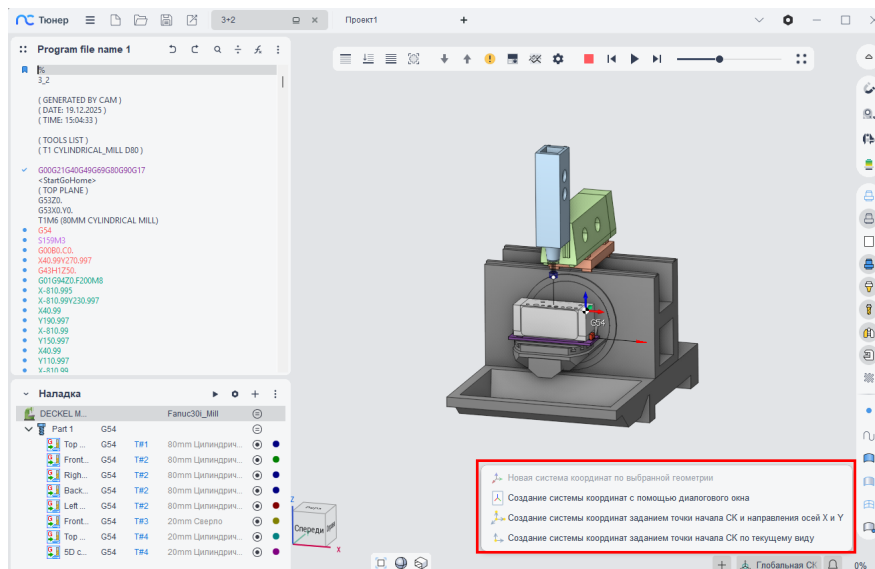 Тюнер
3+2
Проект1
Program file name 1
%
3_2
( GENERATED BY CAM )
( DATE: 19.12.2025 )
( TIME: 15:04:33 )
( TOOLS LIST )
( T1 CYLINDRICAL_MILL D80 )
G00G21G40G49G69G80G90G17
<StartGoHome>
( TOP PLANE )
G53Z0.
G53X0.Y0.
T1M6 (80MM CYLINDRICAL MILL)
G54
S159M3
G00B0.C0.
X40.99Y270.997
G43H1Z50.
G01G94Z0.F200M8
X-810.995
X-810.99Y230.997
X40.99
Y190.997
X-810.99
Y150.997
X40.99
Y110.997
X-810.99
G54
Наладка
DECKEL M... Fanuc30i_Mill
Part 1 G54
Top ... G54 T#1 80mm Цилиндрич...
Front... G54 T#2 80mm Цилиндрич...
Righ... G54 T#2 80mm Цилиндрич...
Back... G54 T#2 80mm Цилиндрич...
Left ... G54 T#2 80mm Цилиндрич...
Front... G54 T#3 20mm Сверло
Top ... G54 T#4 20mm Цилиндрич...
5D c... G54 T#4 20mm Цилиндрич...
Z
Спереди
X
Новая система координат по выбранной геометрии
Создание системы координат с помощью диалогового окна
Создание системы координат заданием точки начала СК и направления осей X и Y
Создание системы координат заданием точки начала СК по текущему виду
Глобальная СК
0%